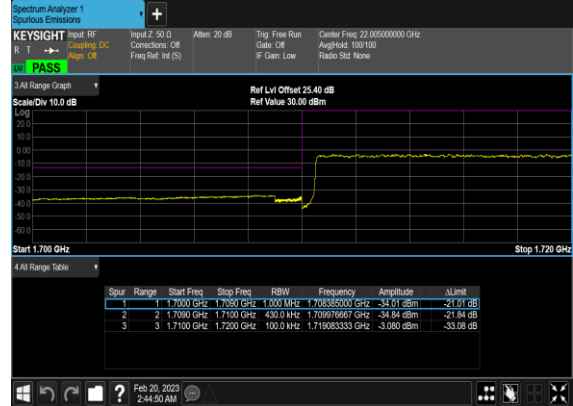 Spectrum Analyzer 1
Spurious Emissions
+
KEYSIGHT Input: RF Input Z: 50 Ω Atten: 20 dB Trig: Free Run Center Freq: 22.005000000 GHz
R T Coupling: DC Corrections: Off Gate: Off Avg|Hold: 100/100
Align: Off Freq Ref: Int (S) IF Gain: Low Radio Std: None
PASS
3 All Range Graph
Ref Lvl Offset 25.40 dB
Scale/Div 10.0 dB Ref Value 30.00 dBm
Log
20.0
10.0
0.00
-10.0
-20.0
-30.0
-40.0
-50.0
-60.0
Start 1.700 GHz Stop 1.720 GHz
4 All Range Table
Spur Range Start Freq Stop Freq RBW Frequency Amplitude ΔLimit
1 1 1.7000 GHz 1.7090 GHz 1.000 MHz 1.708385000 GHz -34.01 dBm -21.01 dB
2 2 1.7090 GHz 1.7100 GHz 430.0 kHz 1.709976667 GHz -34.84 dBm -21.84 dB
3 3 1.7100 GHz 1.7200 GHz 100.0 kHz 1.719083333 GHz -3.080 dBm -33.08 dB
? Feb 20, 2023
2:44:50 AM